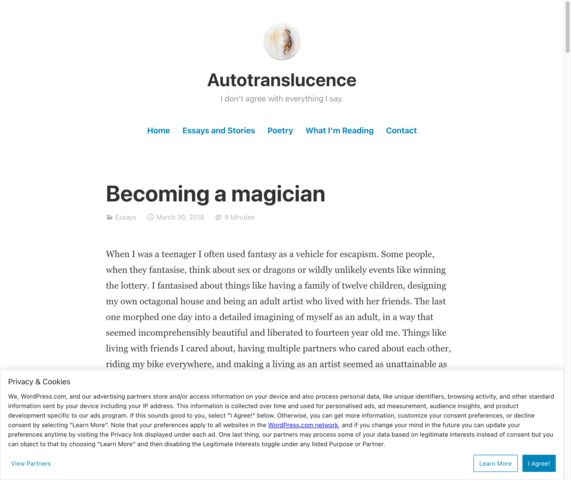 Autotranslucence
I don't agree with everything I say.
Home Essays and Stories Poetry What I'm Reading Contact
Becoming a magician
Essays March 30, 2018 9 Minutes
When I was a teenager I often used fantasy as a vehicle for escapism. Some people,
when they fantasise, think about sex or dragons or wildly unlikely events like winning
the lottery. I fantasised about things like having a family of twelve children, designing
my own octagonal house and being an adult artist who lived with her friends. The last
one morphed one day into a detailed imagining of myself as an adult, in a way that
seemed incomprehensibly beautiful and liberated to fourteen year old me. Things like
living with friends I cared about, having multiple partners who cared about each other,
riding my bike everywhere, and making a living as an artist seemed as unattainable as
Privacy & Cookies
We, WordPress.com, and our advertising partners store and/or access information on your device and also process personal data, like unique identifiers, browsing activity, and other standard
information sent by your device including your IP address. This information is collected over time and used for personalised ads, ad measurement, audience insights, and product
development specific to our ads program. If this sounds good to you, select "I Agree!" below. Otherwise, you can get more information, customize your consent preferences, or decline
consent by selecting "Learn More". Note that your preferences apply to all websites in the WordPress.com network, and if you change your mind in the future you can update your
preferences anytime by visiting the Privacy link displayed under each ad. One last thing, our partners may process some of your data based on legitimate interests instead of consent but you
can object to that by choosing "Learn More" and then disabling the Legitimate Interests toggle under any listed Purpose or Partner.
View Partners Learn More I Agree!